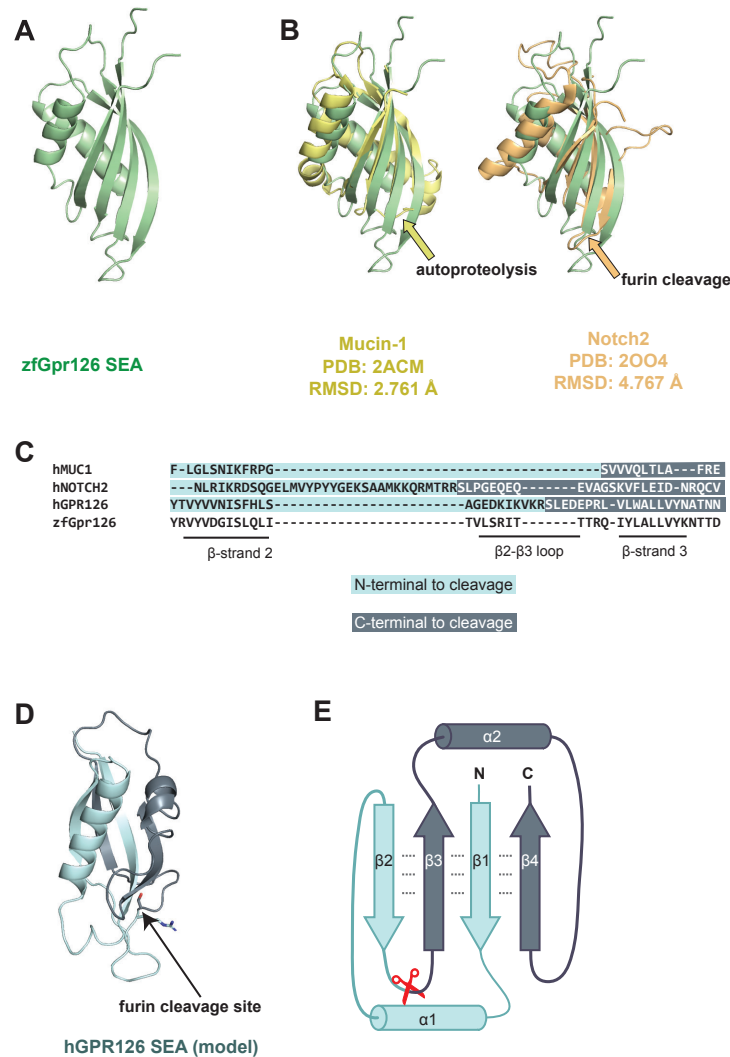 A
B
autoproteolysis
furin cleavage
zfGpr126 SEA
Mucin-1
PDB: 2ACM
RMSD: 2.761 Å
Notch2
PDB: 2OO4
RMSD: 4.767 Å
C
hMUC1 F-LGLSNIKFRPG-----------------------------------------SVVVQLTLA---FRE
hNOTCH2 ---NLRIKRDSQGELMVYPYYGEKSAAMKKQRMTRRSLPGEQEQ-------EVAGSKVFLEID-NRQCV
hGPR126 YTVYVVNISFHLS------------------------AGEDKIKVKRSLEDEPRL-VLWALLVYNATNN
zfGpr126 YRVYVVDGISLQLI------------------------TVLSRIT------TTRQ-IYLALLVYKNTTD
β-strand 2
β2-β3 loop
β-strand 3
N-terminal to cleavage
C-terminal to cleavage
D
furin cleavage site
hGPR126 SEA (model)
E
α2
N
C
β2
β3
β1
β4
α1